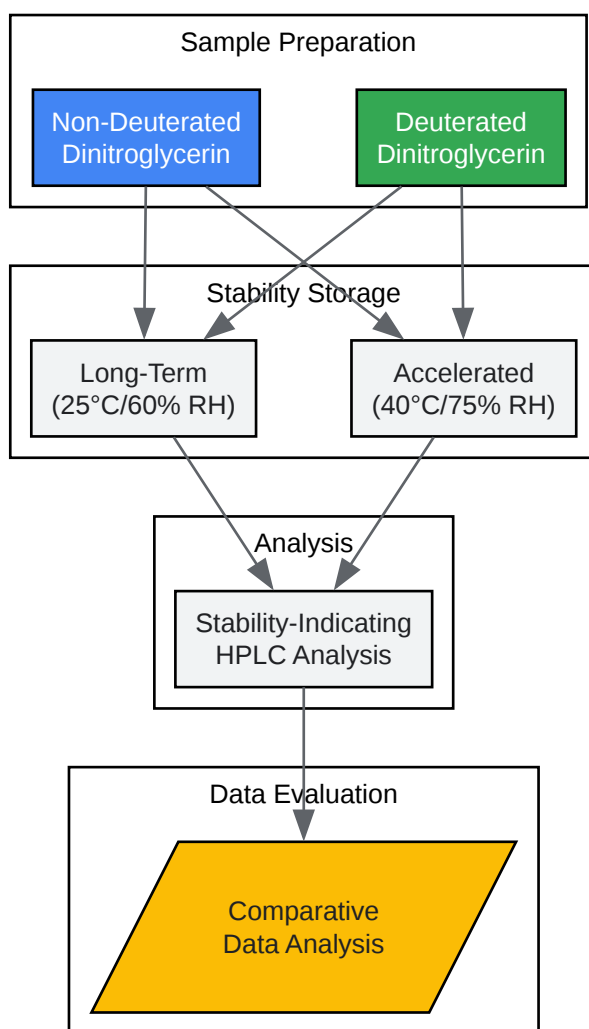 Sample Preparation
Non-Deuterated
Dinitroglycerin
Deuterated
Dinitroglycerin
Stability Storage
Long-Term
(25°C/60% RH)
Accelerated
(40°C/75% RH)
Analysis
Stability-Indicating
HPLC Analysis
Data Evaluation
Comparative
Data Analysis